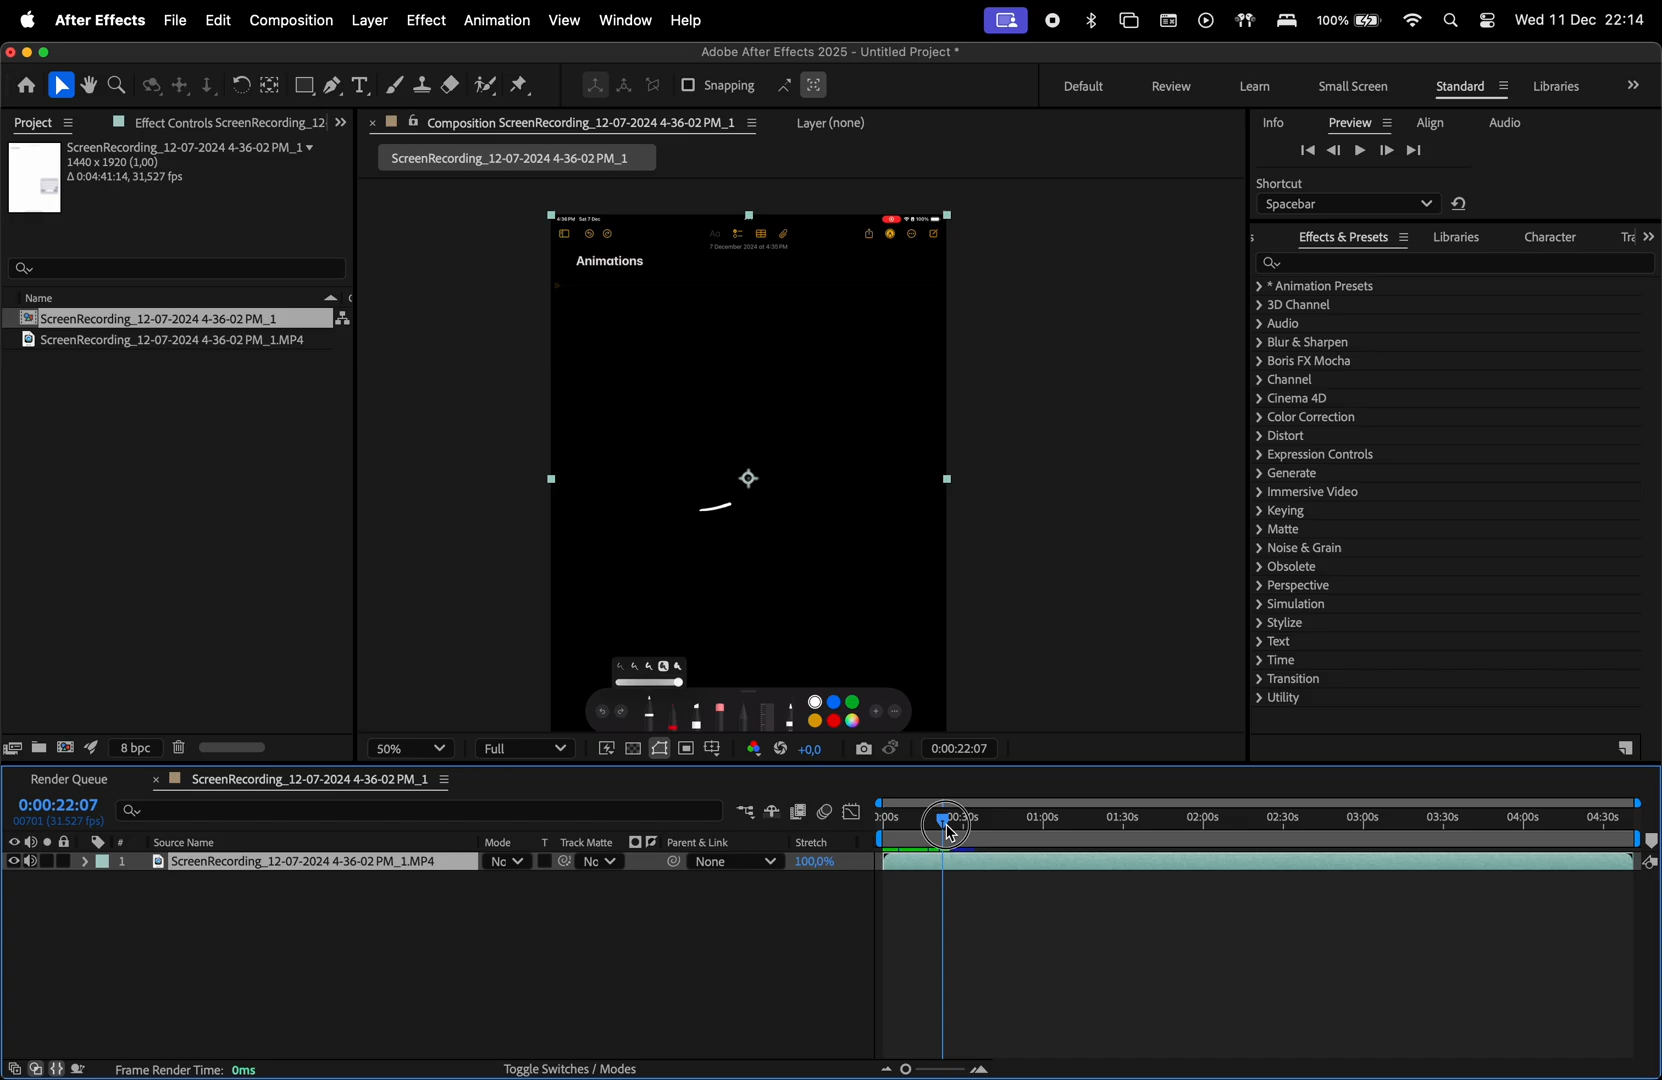 After Effects File Edit Composition Layer Effect Animation View Window Help 100% Wed 11 Dec 22:14
Adobe After Effects 2025 - Untitled Project *
Snapping Default Review Learn Small Screen Standard Libraries
Project Effect Controls ScreenRecording_12
ScreenRecording_12-07-2024 4-36-02 PM_1
1440 x 1920 (1,00)
Δ 0:04:41:14, 31,527 fps
Name
ScreenRecording_12-07-2024 4-36-02 PM_1
ScreenRecording_12-07-2024 4-36-02 PM_1.MP4
8 bpc
Composition ScreenRecording_12-07-2024 4-36-02 PM_1 Layer (none)
ScreenRecording_12-07-2024 4-36-02 PM_1
4:36 PM Sat 7 Dec 100%
Aa
7 December 2024 at 4:35 PM
Animations
50% Full +0,0 0:00:22:07
Info Preview Align Audio
Shortcut
Spacebar
Effects & Presets Libraries Character Tra
* Animation Presets
3D Channel
Audio
Blur & Sharpen
Boris FX Mocha
Channel
Cinema 4D
Color Correction
Distort
Expression Controls
Generate
Immersive Video
Keying
Matte
Noise & Grain
Obsolete
Perspective
Simulation
Stylize
Text
Time
Transition
Utility
Render Queue ScreenRecording_12-07-2024 4-36-02 PM_1
0:00:22:07
00701 (31.527 fps)
0:00s 00:30s 01:00s 01:30s 02:00s 02:30s 03:00s 03:30s 04:00s 04:30s
# Source Name Mode T Track Matte Parent & Link Stretch
1 ScreenRecording_12-07-2024 4-36-02 PM_1.MP4 Nc Nc None 100,0%
Frame Render Time: 0ms Toggle Switches / Modes